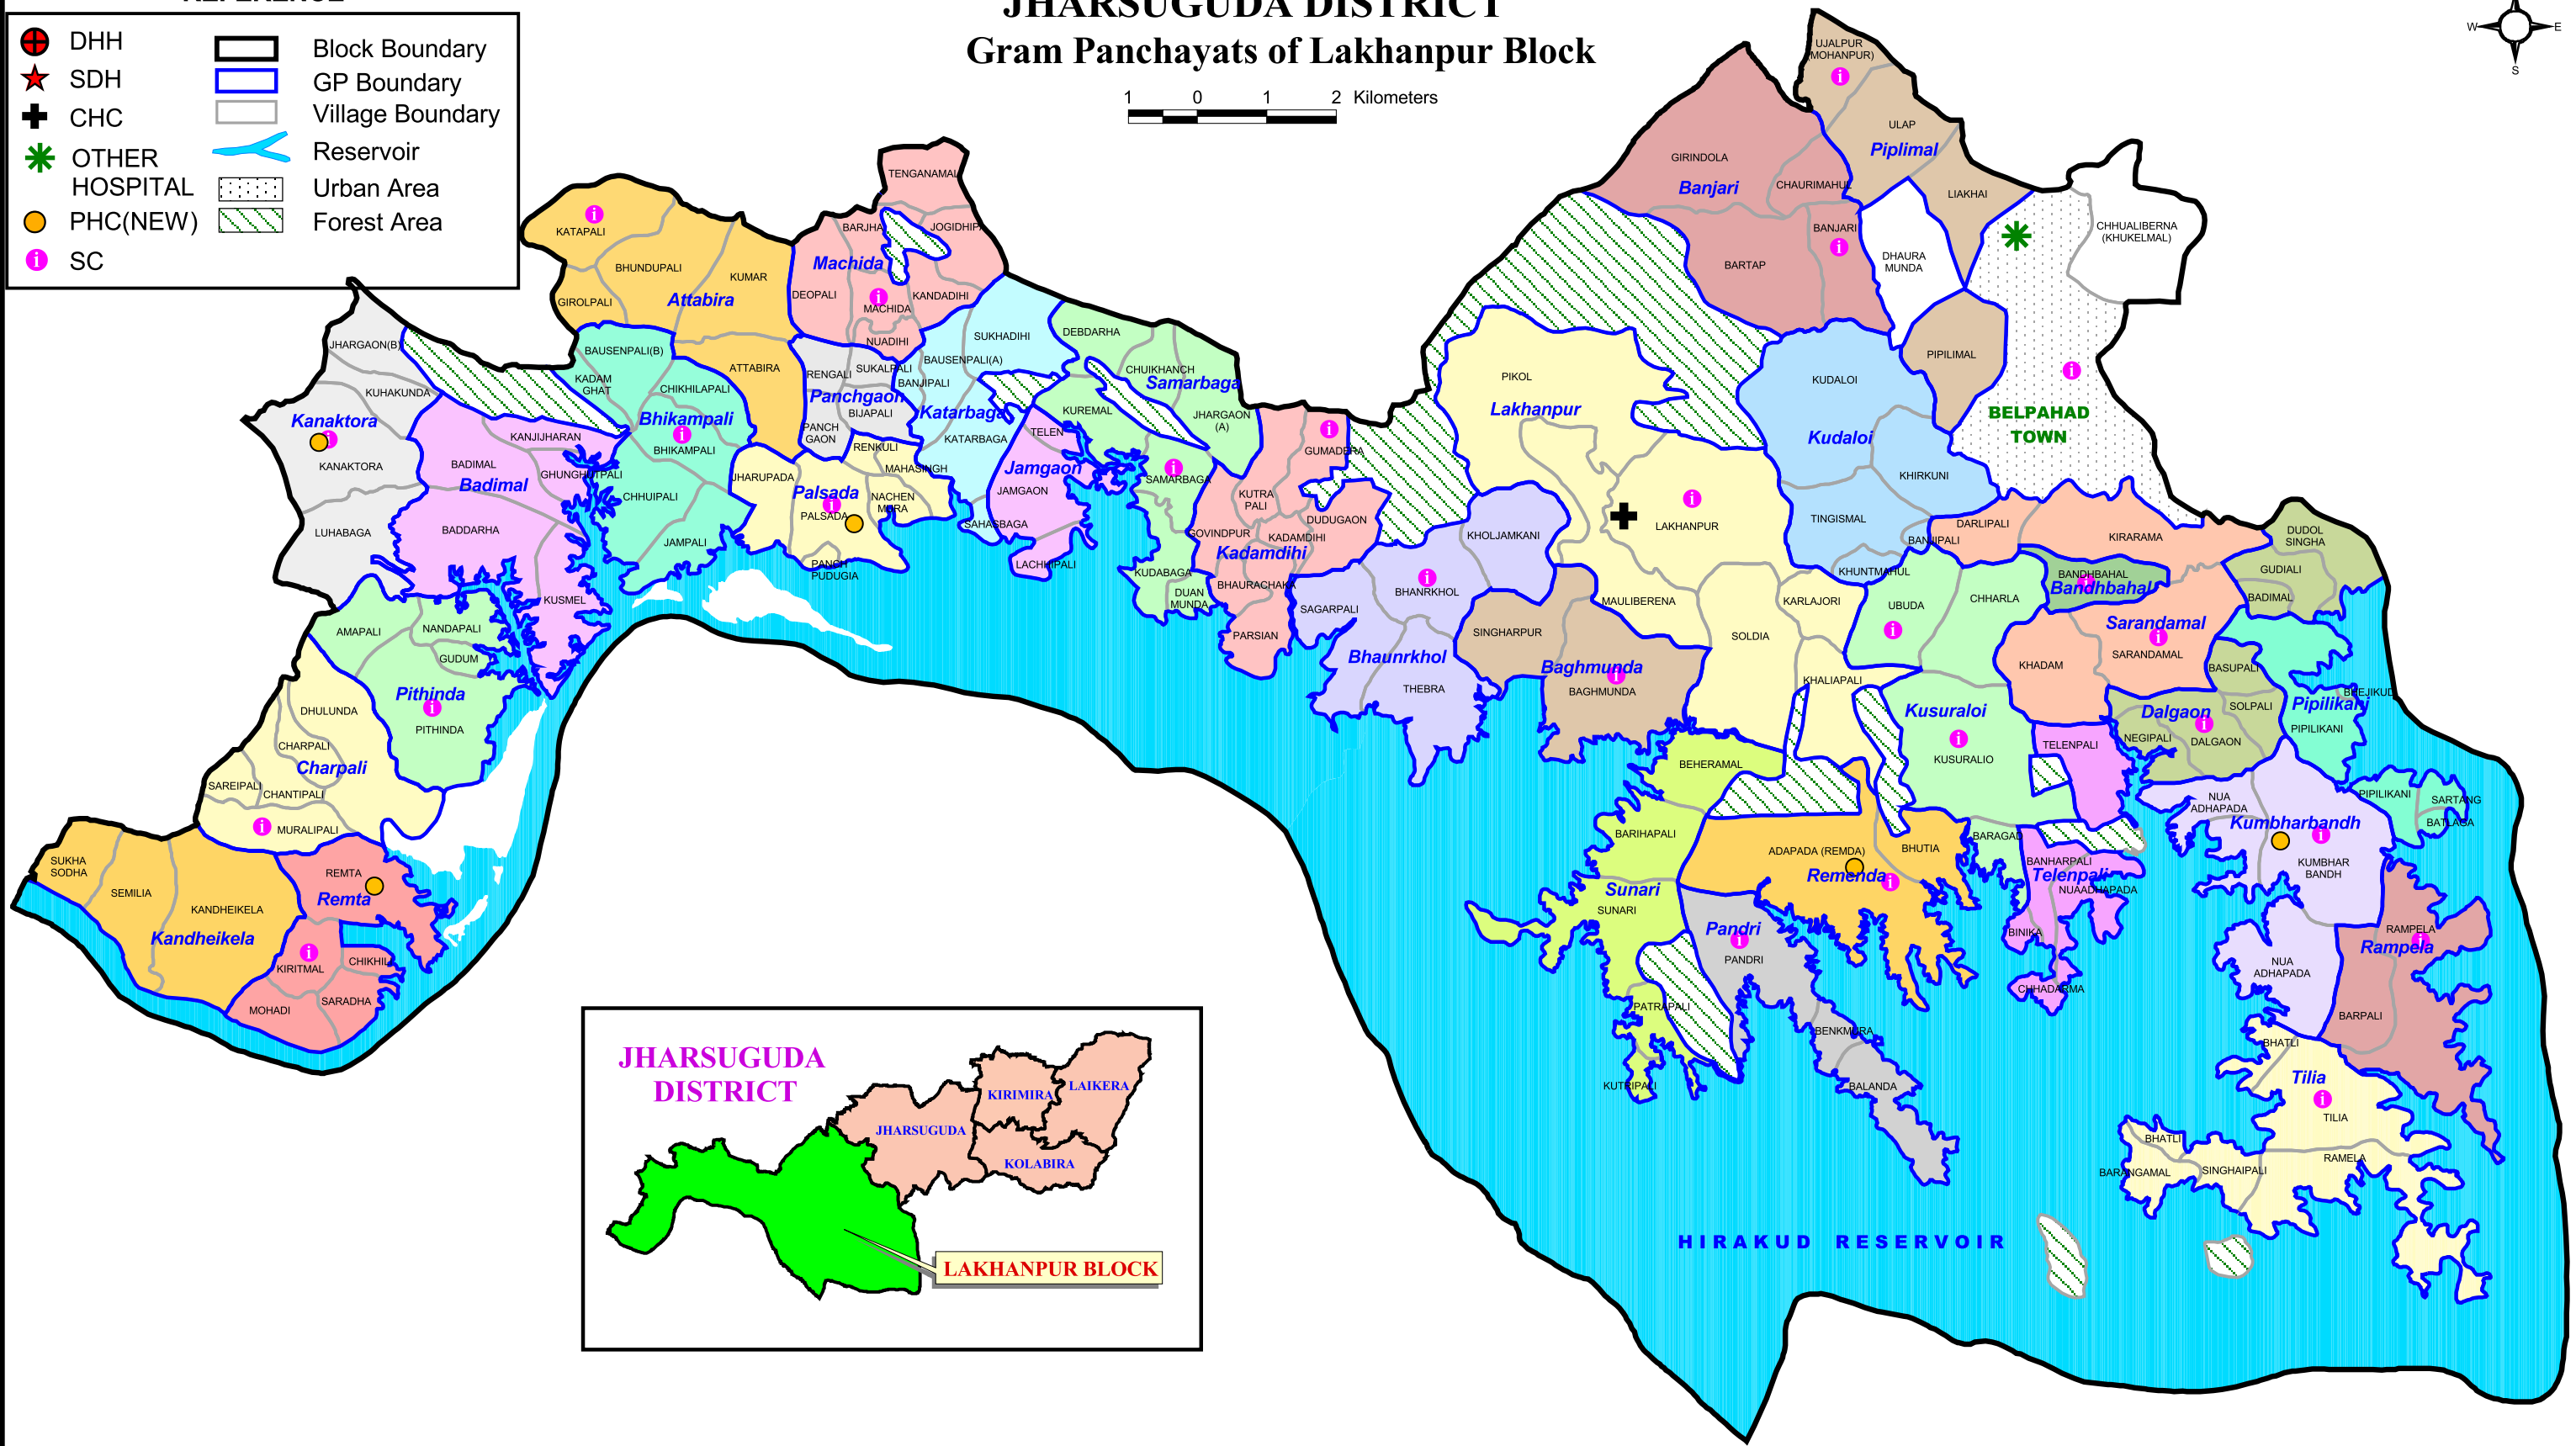 REFERENCE
JHARSUGUDA DISTRICT
Gram Panchayats of Lakhanpur Block
1 0 1 2 Kilometers
W E
S
DHH
SDH
CHC
OTHER
HOSPITAL
PHC(NEW)
SC
Block Boundary
GP Boundary
Village Boundary
Reservoir
Urban Area
Forest Area
UJALPUR
(MOHANPUR)
ULAP
Piplimal
LIAKHAI
GIRINDOLA
Banjari
CHAURIMAHUL
BANJARI
BARTAP
DHAURA
MUNDA
CHHUALIBERNA
(KHUKELMAL)
PIPILIMAL
BELPAHAD
TOWN
TENGANAMAL
BARJHA
JOGIDHIPA
Machida
DEOPALI
KANDADIHI
MACHIDA
NUADIHI
KATAPALI
BHUNDUPALI
KUMAR
GIROLPALI
Attabira
ATTABIRA
JHARGAON(B)
KUHAKUNDA
Kanaktora
KANAKTORA
LUHABAGA
BAUSENPALI(B)
KADAM
GHAT
CHIKHILAPALI
Bhikampali
BHIKAMPALI
CHHUIPALI
JAMPALI
KANJIJHARAN
BADIMAL
GHUNGHUTPALI
Badimal
BADDARHA
KUSMEL
RENGALI
SUKALPALI
Panchgaon
BIJAPALI
PANCH
GAON
SUKHADIHI
BAUSENPALI(A)
BANJIPALI
Katarbaga
KATARBAGA
SAHASBAGA
RENKULI
MAHASINGH
JHARUPADA
Palsada
PALSADA
NACHEN
MURA
PANCH
PUDUGIA
DEBDARHA
CHUIKHANCH
Samarbaga
KUREMAL
JHARGAON
(A)
SAMARBAGA
KUDABAGA
DUAN
MUNDA
TELEN
Jamgaon
JAMGAON
LACHHIPALI
GUMADERA
KUTRA
PALI
DUDUGAON
GOVINDPUR
KADAMDIHI
Kadamdihi
BHAURACHAKA
PARSIAN
PIKOL
Lakhanpur
LAKHANPUR
MAULIBERENA
KARLAJORI
SOLDIA
KHALIAPALI
KUDALOI
Kudaloi
KHIRKUNI
TINGISMAL
BANJIPALI
KHUNTMAHUL
KHOLJAMKANI
BHANRKHOL
SAGARPALI
Bhaunrkhol
THEBRA
SINGHARPUR
Baghmunda
BAGHMUNDA
DARLIPALI
KIRARAMA
BANDHBAHAL
Bandhbahal
Sarandamal
SARANDAMAL
KHADAM
DUDOL
SINGHA
GUDIALI
BADIMAL
BASUPALI
SOLPALI
Dalgaon
NEGIPALI
DALGAON
BHEJIKUD
Pipilikani
PIPILIKANI
PIPILIKANI
SARTANG
BATLAGA
UBUDA
CHHARLA
Kusuraloi
KUSURALIO
BARAGAD
TELENPALI
BANHARPALI
Telenpali
NUAADHAPADA
BINIKA
CHHADARMA
NUA
ADHAPADA
Kumbharbandh
KUMBHAR
BANDH
NUA
ADHAPADA
RAMPELA
Rampela
BARPALI
BHATLI
Tilia
TILIA
BHATLI
BARANGAMAL
SINGHAIPALI
RAMELA
BEHERAMAL
BARIHAPALI
Sunari
SUNARI
PATRAPALI
KUTRIPALI
ADAPADA (REMDA)
BHUTIA
Remenda
Pandri
PANDRI
BENKMURA
BALANDA
AMAPALI
NANDAPALI
GUDUM
Pithinda
PITHINDA
DHULUNDA
CHARPALI
Charpali
SAREIPALI
CHANTIPALI
MURALIPALI
SUKHA
SODHA
SEMILIA
KANDHEIKELA
Kandheikela
REMTA
Remta
KIRITMAL
CHIKHILI
SARADHA
MOHADI
HIRAKUD RESERVOIR
JHARSUGUDA
DISTRICT
KIRIMIRA
LAIKERA
JHARSUGUDA
KOLABIRA
LAKHANPUR BLOCK